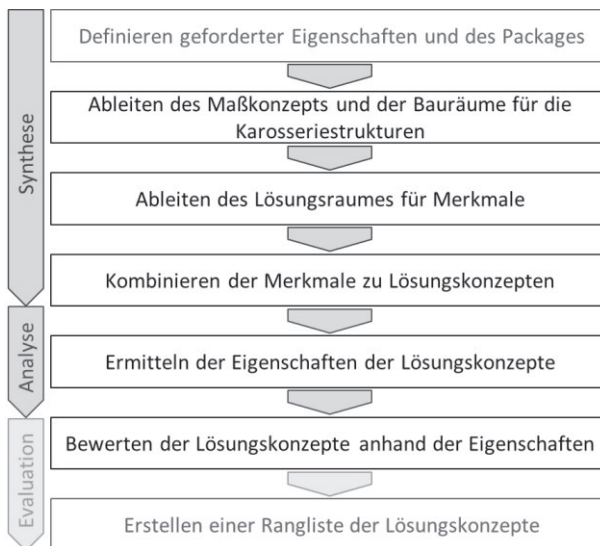 Definieren geforderter Eigenschaften und des Packages
Ableiten des Maßkonzepts und der Bauräume für die
Karosseriestrukturen
Ableiten des Lösungsraumes für Merkmale
Kombinieren der Merkmale zu Lösungskonzepten
Ermitteln der Eigenschaften der Lösungskonzepte
Bewerten der Lösungskonzepte anhand der Eigenschaften
Erstellen einer Rangliste der Lösungskonzepte
Synthese
Analyse
Evaluation